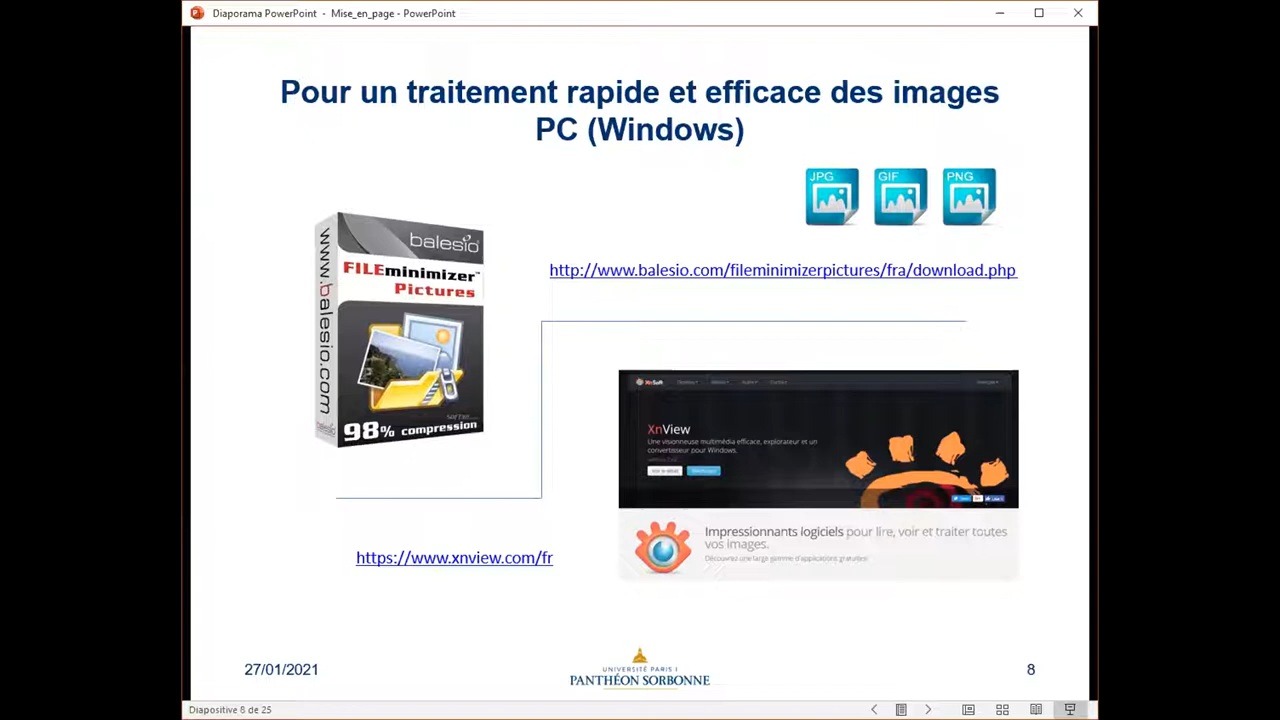 Diaporama PowerPoint - Mise_en_page - PowerPoint
Pour un traitement rapide et efficace des images
PC (Windows)
JPG GIF PNG
www.balesio.com
balesio
FILEminimizer™
Pictures
98% compression
balesio
http://www.balesio.com/fileminimizerpictures/fra/download.php
XnSoft
XnView
Une visionneuse multimédia efficace, explorateur et un
convertisseur pour Windows.
Impressionnants logiciels pour lire, voir et traiter toutes
vos images.
Découvrez une large gamme d'applications gratuites!
https://www.xnview.com/fr
27/01/2021
UNIVERSITÉ PARIS 1
PANTHÉON SORBONNE
8
Diapositive 8 de 25